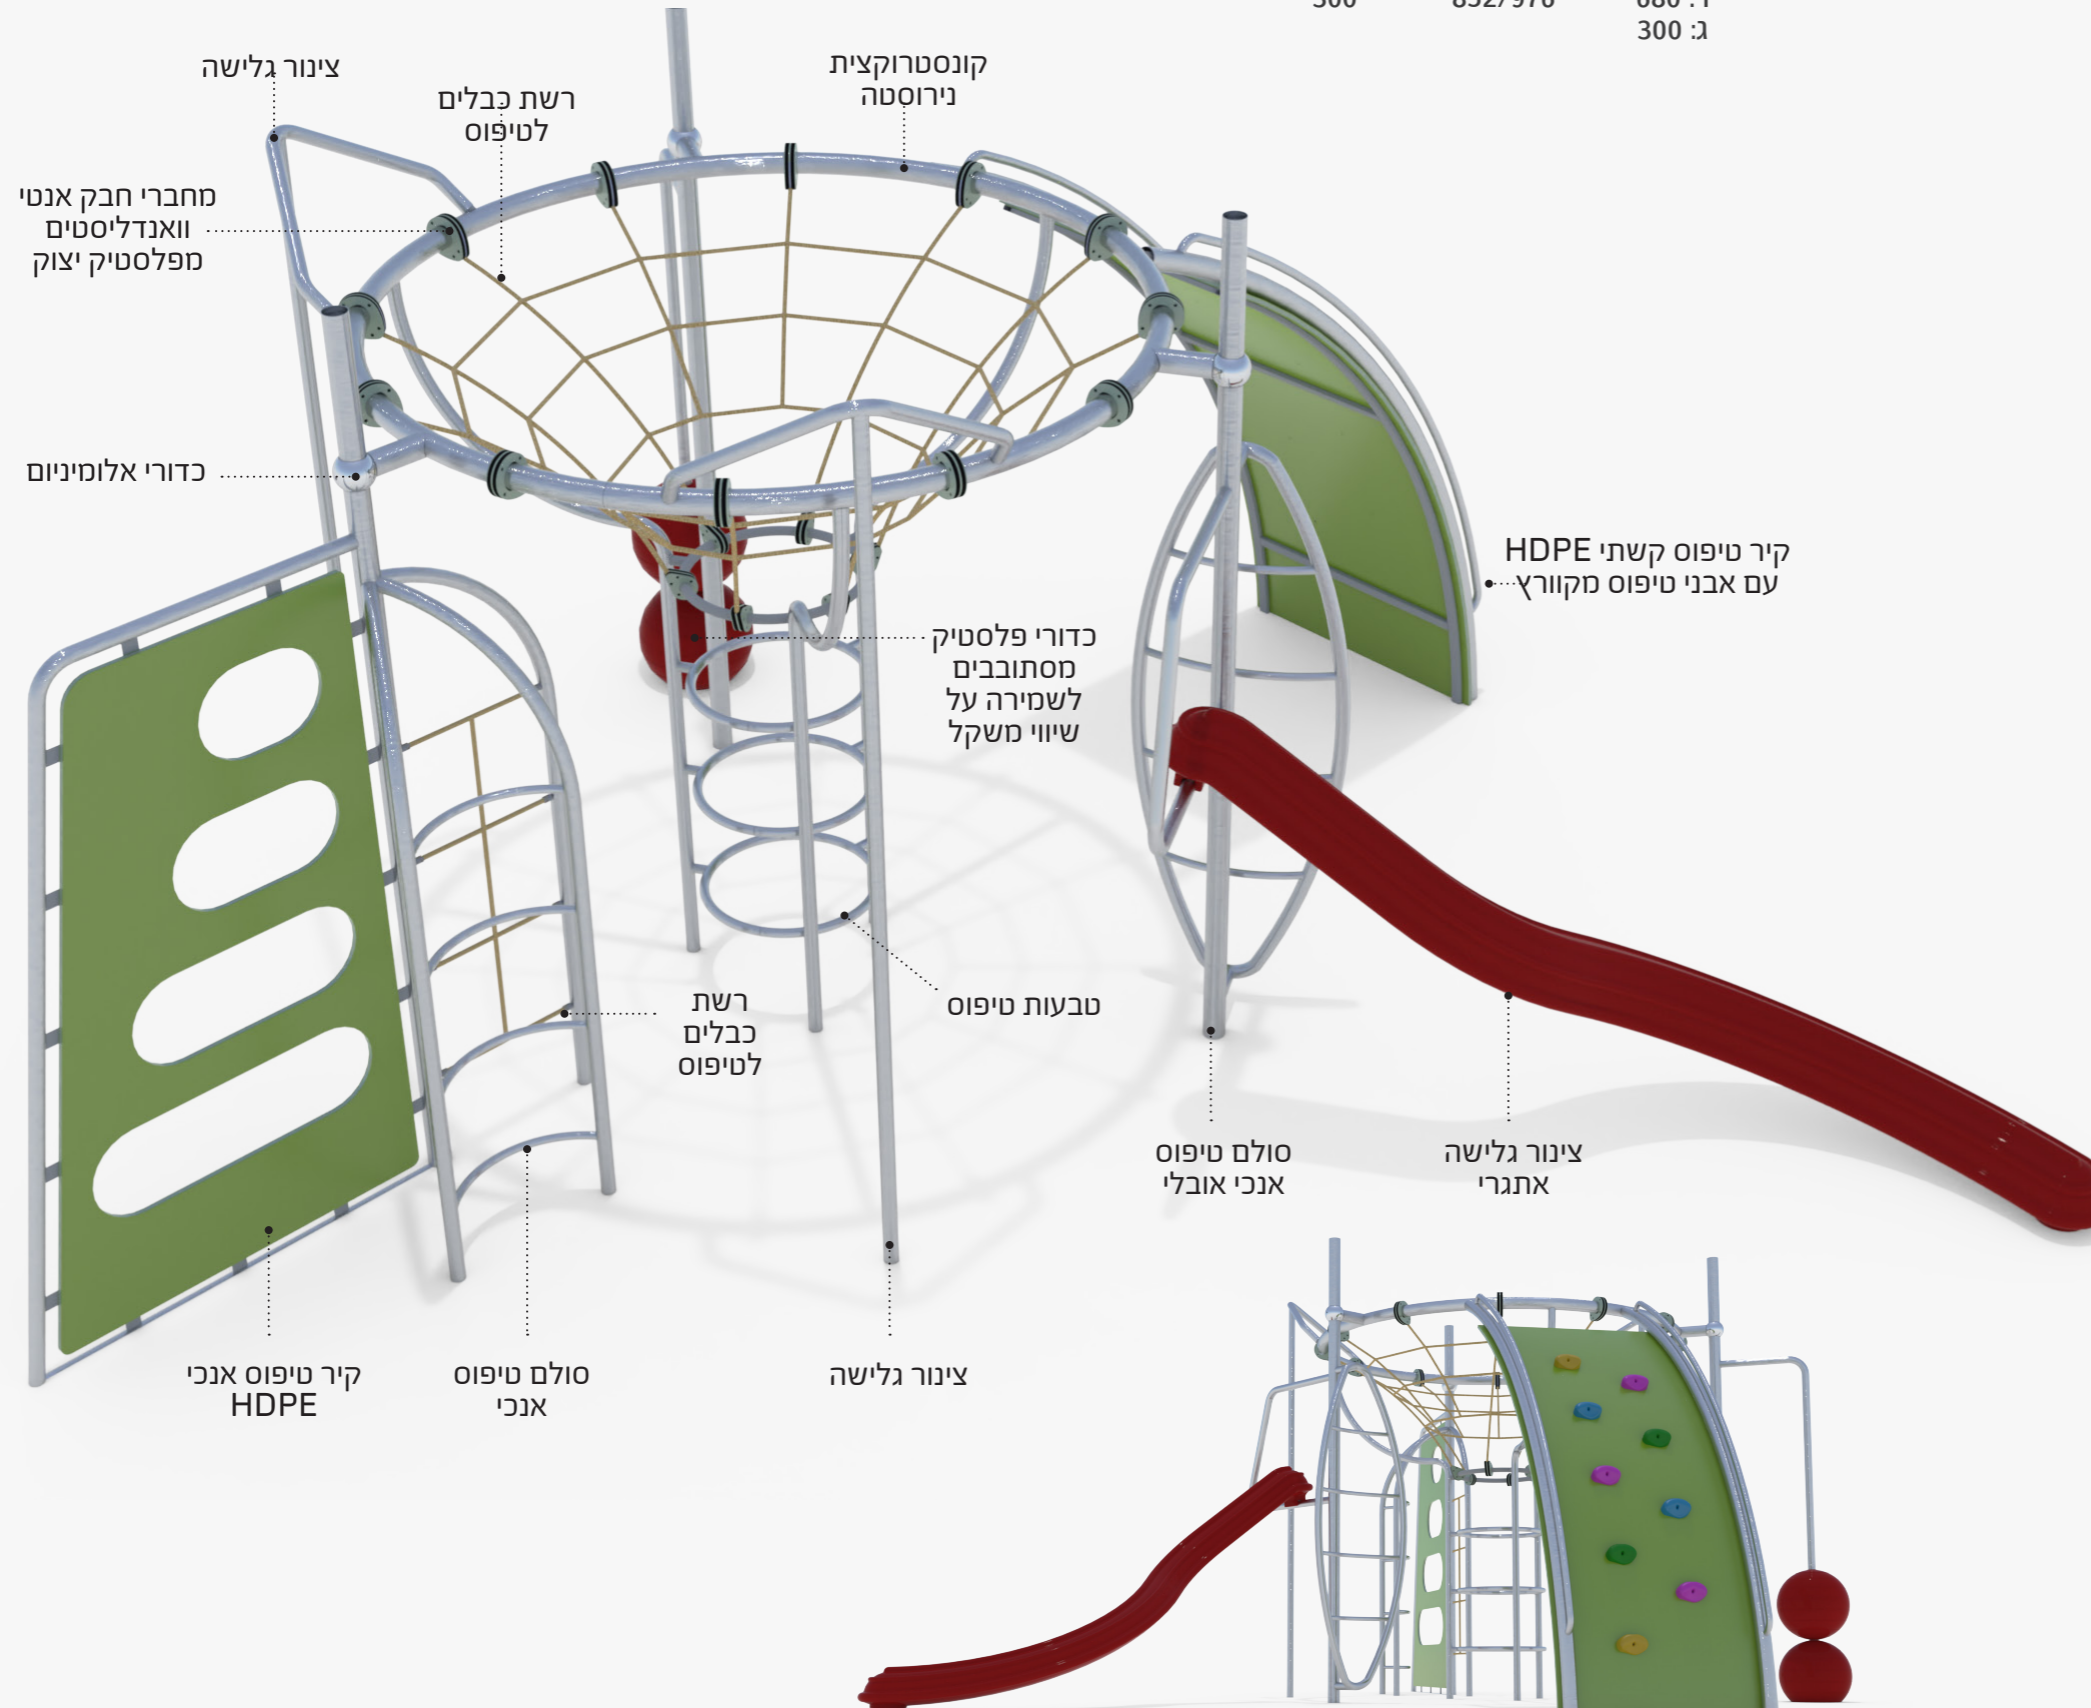 300
ג: 300
צינור גלישה
רשת כבלים
לטיפוס
קונסטרוקצית
נירוסטה
מחברי חבק אנטי
וואנדליסטים
מפלסטיק יצוק
כדורי אלומיניום
קיר טיפוס קשתי HDPE
עם אבני טיפוס מקוורץ
כדורי פלסטיק
מסתובבים
לשמירה על
שיווי משקל
רשת
כבלים
לטיפוס
טבעות טיפוס
סולם טיפוס
אנכי אובלי
צינור גלישה
אתגרי
קיר טיפוס אנכי
HDPE
סולם טיפוס
אנכי
צינור גלישה